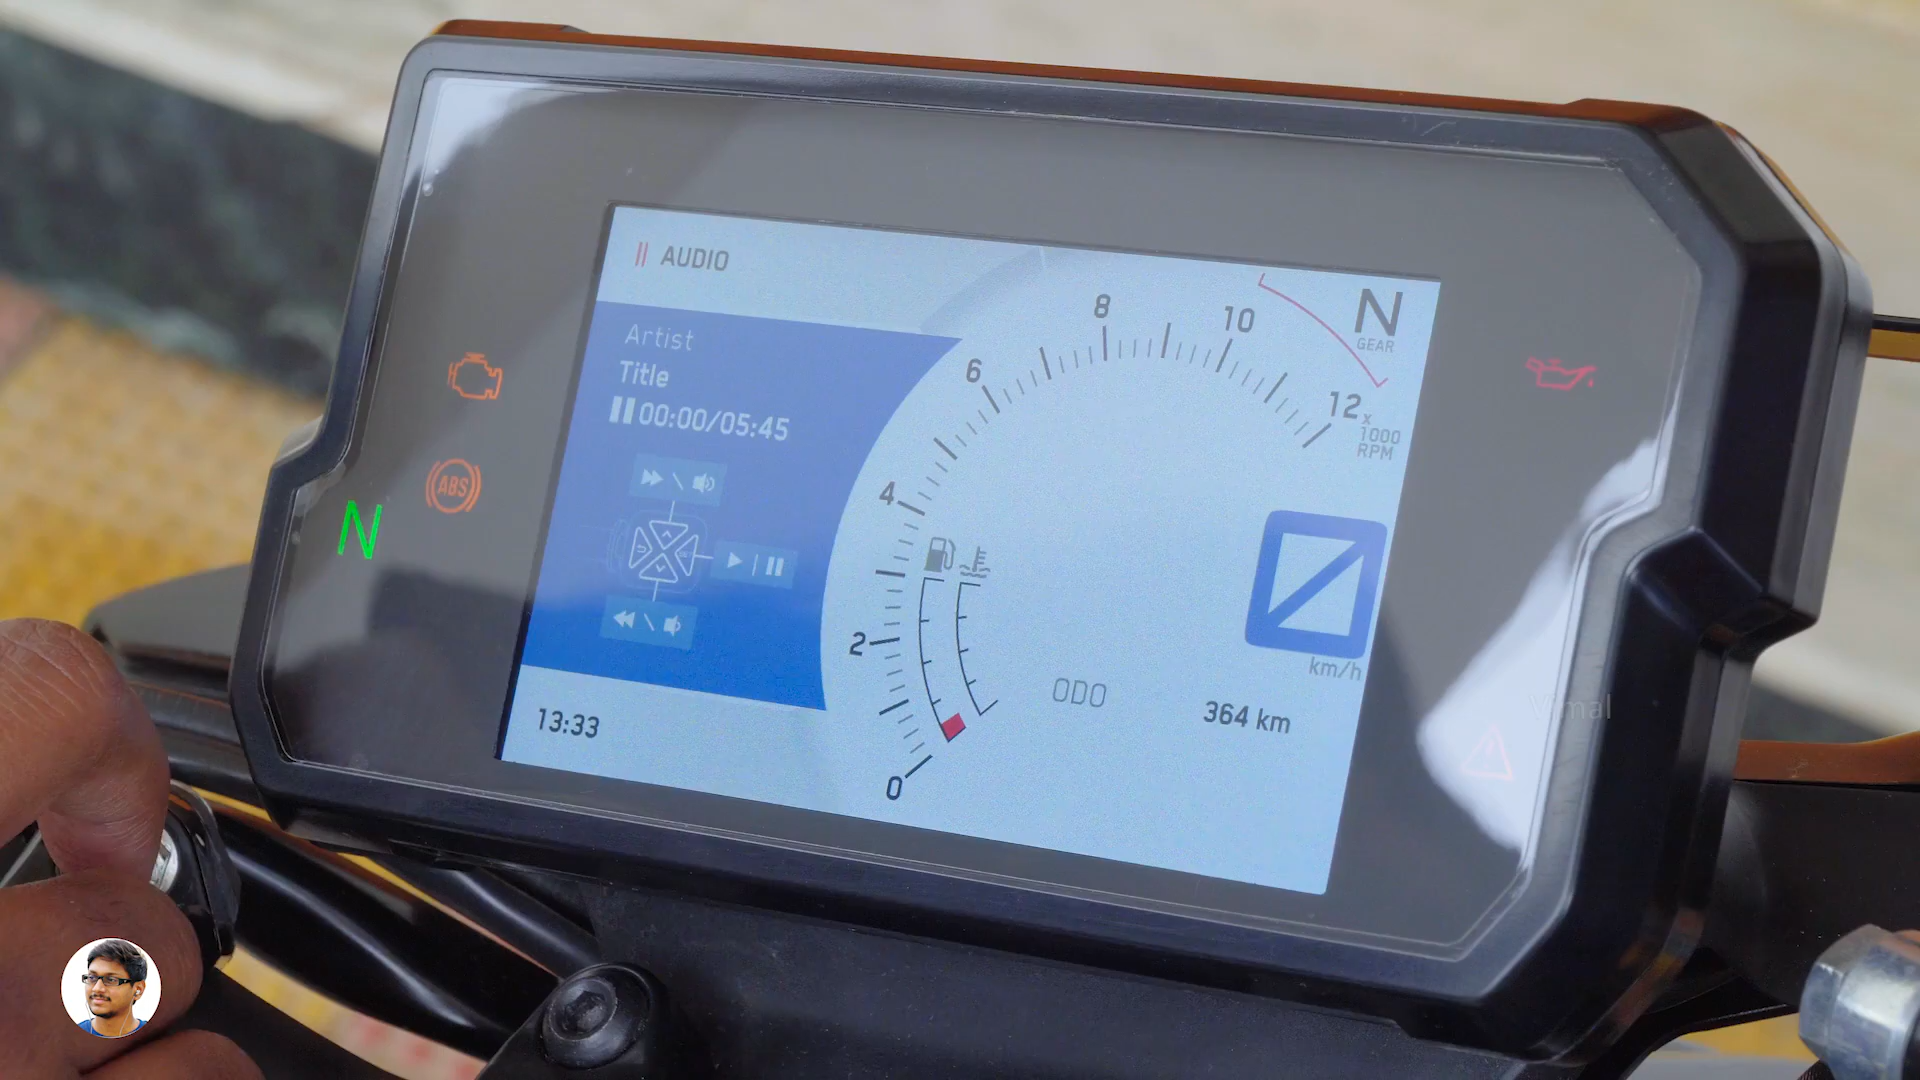 AUDIO
Artist
Title
00:00/05:45
13:33
0
2
4
6
8
10
12
x
1000
RPM
N
GEAR
km/h
ODO
364 km
ABS
N
Vimal